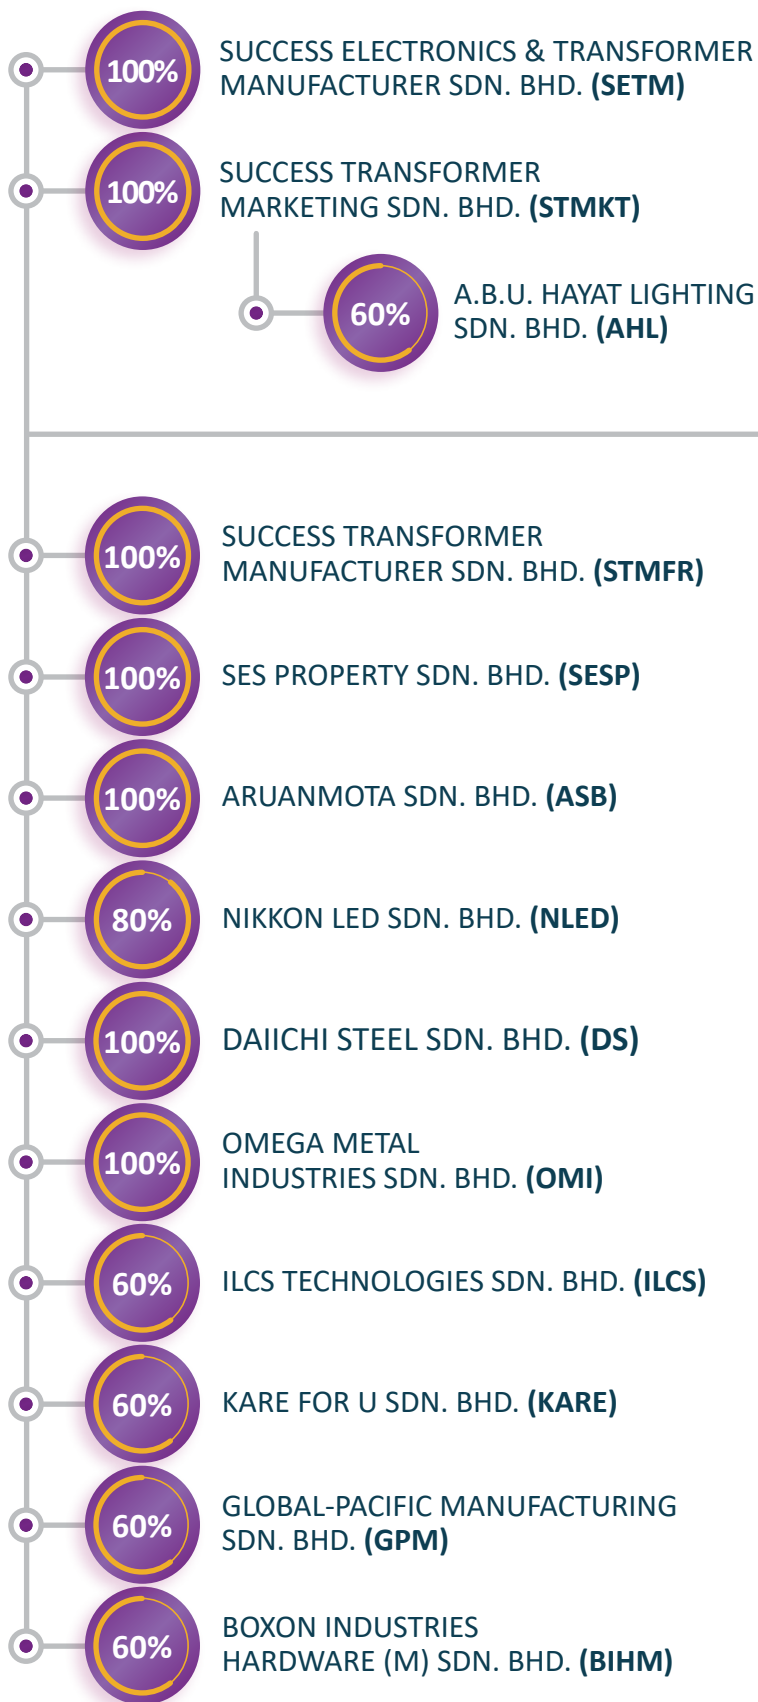 100%
SUCCESS ELECTRONICS & TRANSFORMER
MANUFACTURER SDN. BHD. (SETM)
100%
SUCCESS TRANSFORMER
MARKETING SDN. BHD. (STMKT)
60%
A.B.U. HAYAT LIGHTING
SDN. BHD. (AHL)
100%
SUCCESS TRANSFORMER
MANUFACTURER SDN. BHD. (STMFR)
100%
SES PROPERTY SDN. BHD. (SESP)
100%
ARUANMOTA SDN. BHD. (ASB)
80%
NIKKON LED SDN. BHD. (NLED)
100%
DAIICHI STEEL SDN. BHD. (DS)
100%
OMEGA METAL
INDUSTRIES SDN. BHD. (OMI)
60%
ILCS TECHNOLOGIES SDN. BHD. (ILCS)
60%
KARE FOR U SDN. BHD. (KARE)
60%
GLOBAL-PACIFIC MANUFACTURING
SDN. BHD. (GPM)
60%
BOXON INDUSTRIES
HARDWARE (M) SDN. BHD. (BIHM)